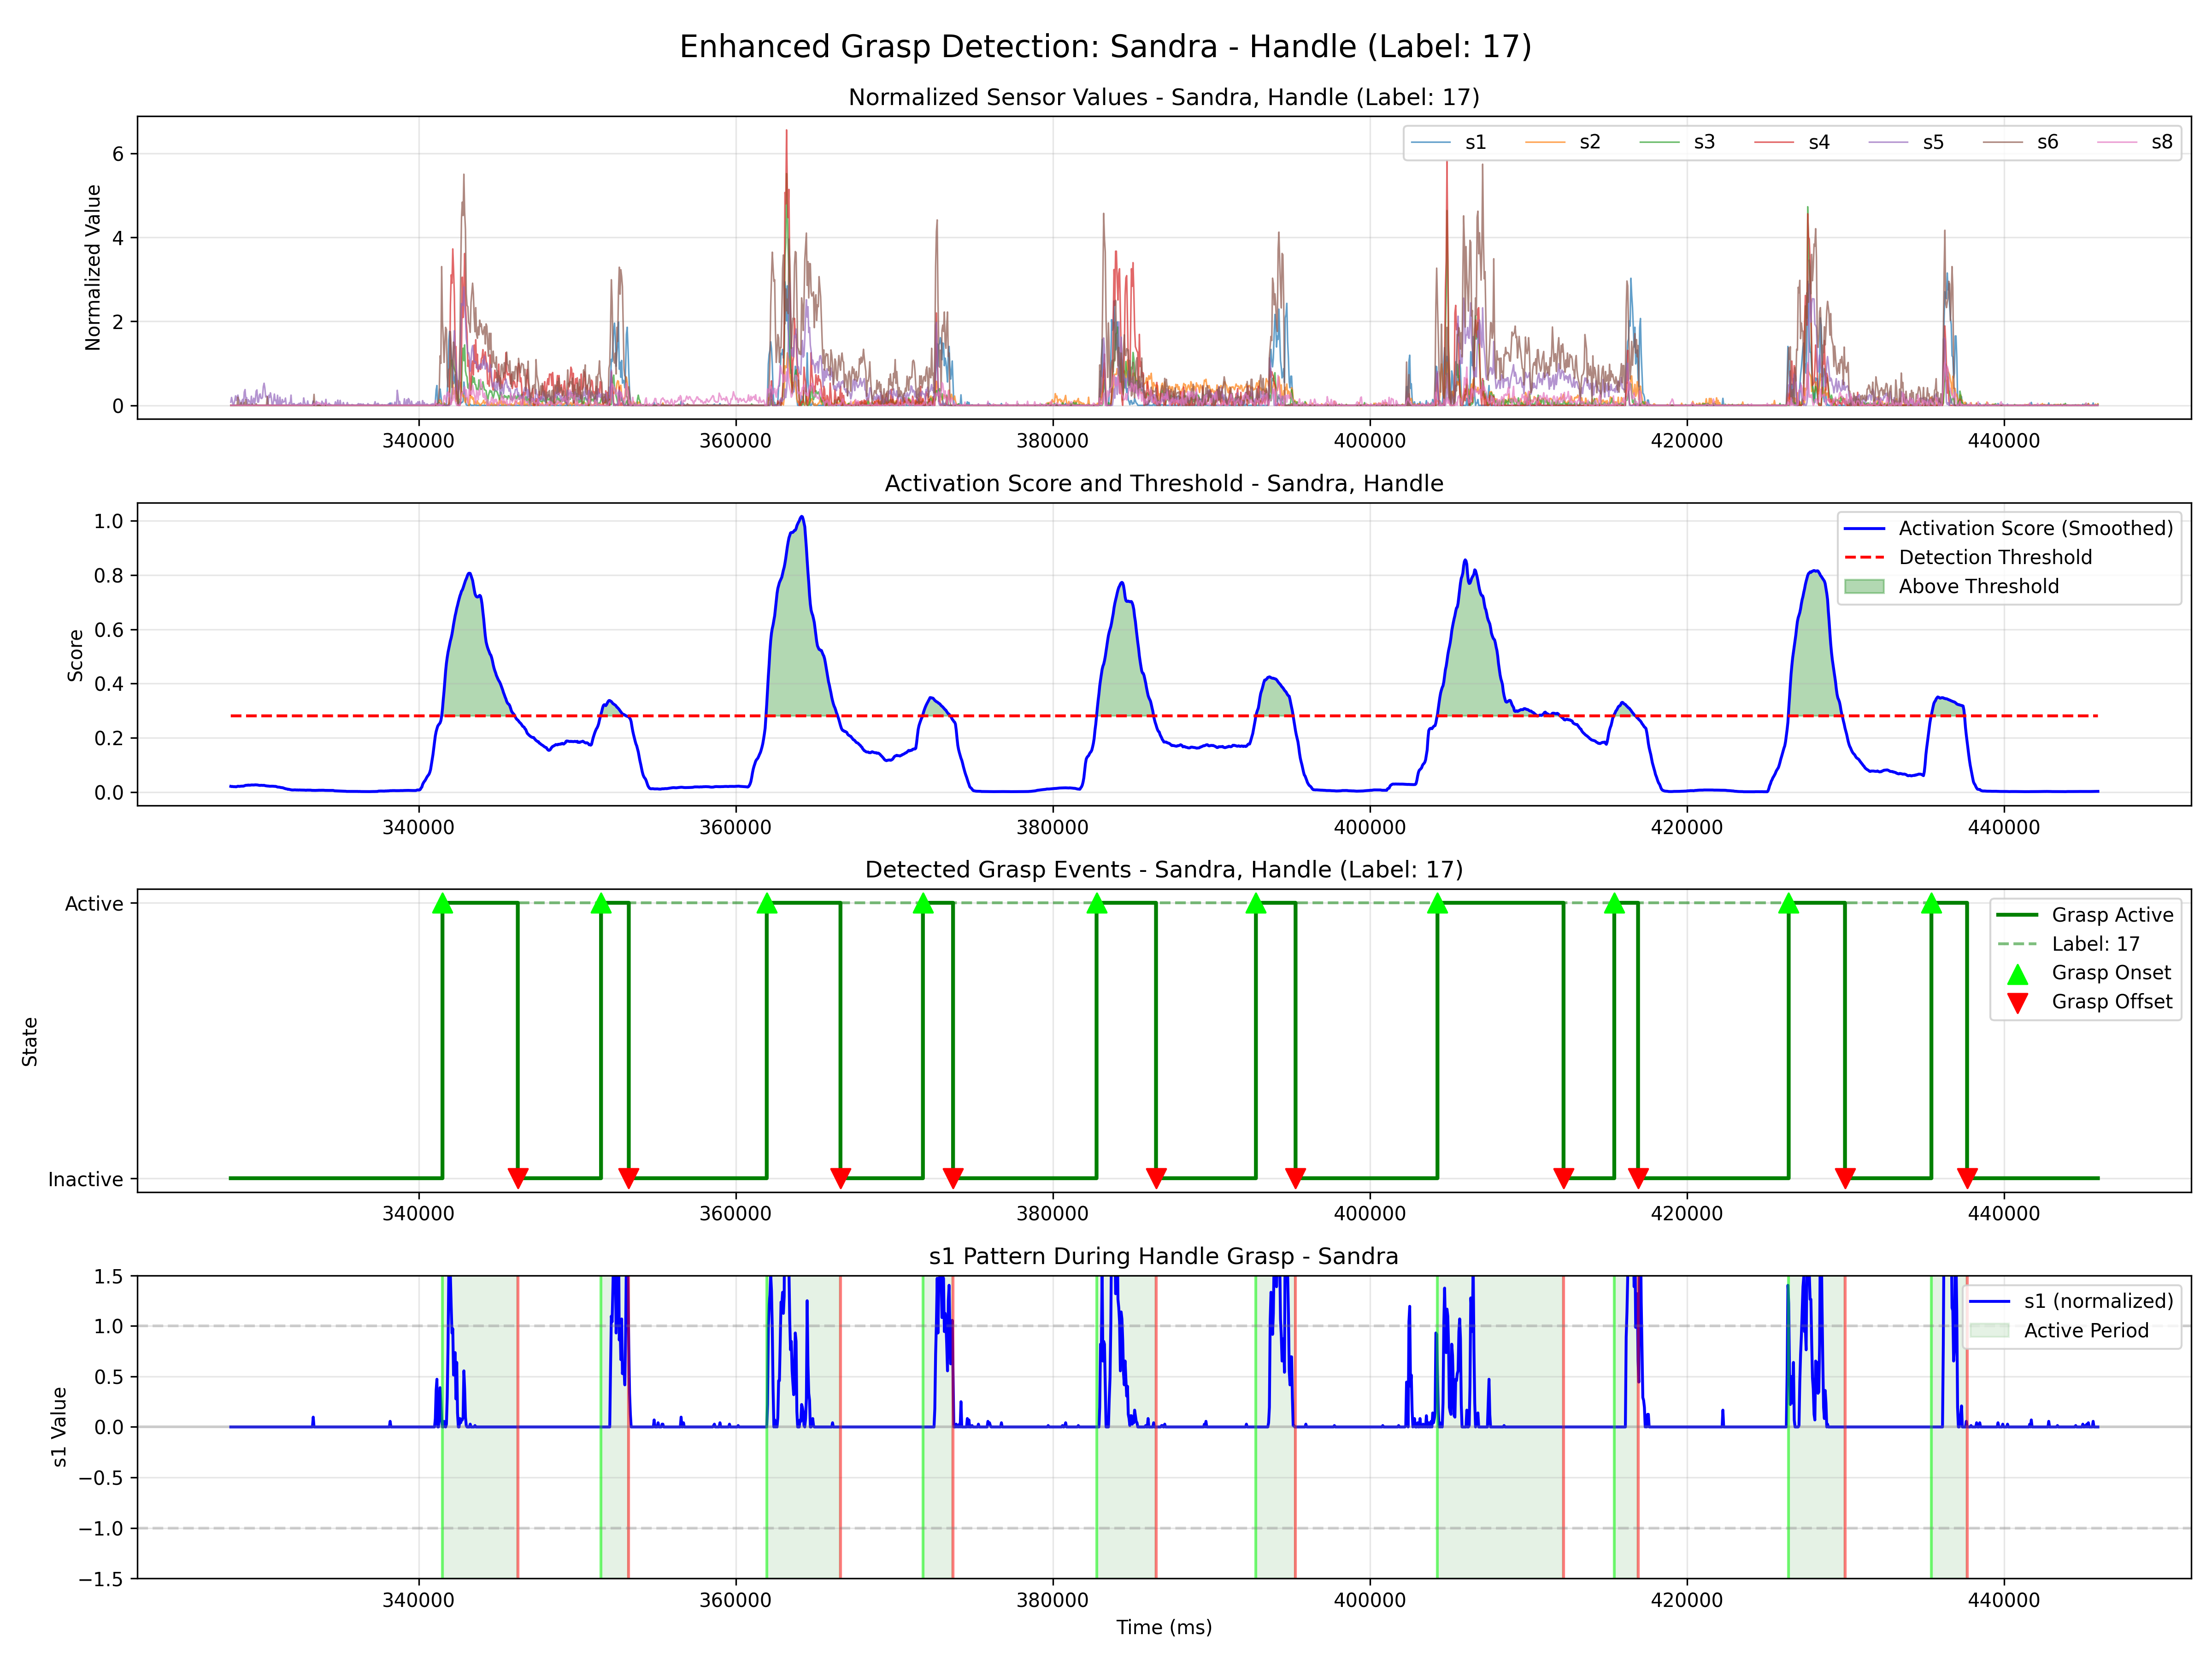 Enhanced Grasp Detection: Sandra - Handle (Label: 17)
Normalized Sensor Values - Sandra, Handle (Label: 17)
s1 s2 s3 s4 s5 s6 s8
Normalized Value
6
4
2
0
340000 360000 380000 400000 420000 440000
Activation Score and Threshold - Sandra, Handle
Activation Score (Smoothed)
Detection Threshold
Above Threshold
Score
1.0
0.8
0.6
0.4
0.2
0.0
340000 360000 380000 400000 420000 440000
Detected Grasp Events - Sandra, Handle (Label: 17)
Grasp Active
Label: 17
Grasp Onset
Grasp Offset
State
Active
Inactive
340000 360000 380000 400000 420000 440000
s1 Pattern During Handle Grasp - Sandra
s1 (normalized)
Active Period
s1 Value
1.5
1.0
0.5
0.0
−0.5
−1.0
−1.5
340000 360000 380000 400000 420000 440000
Time (ms)